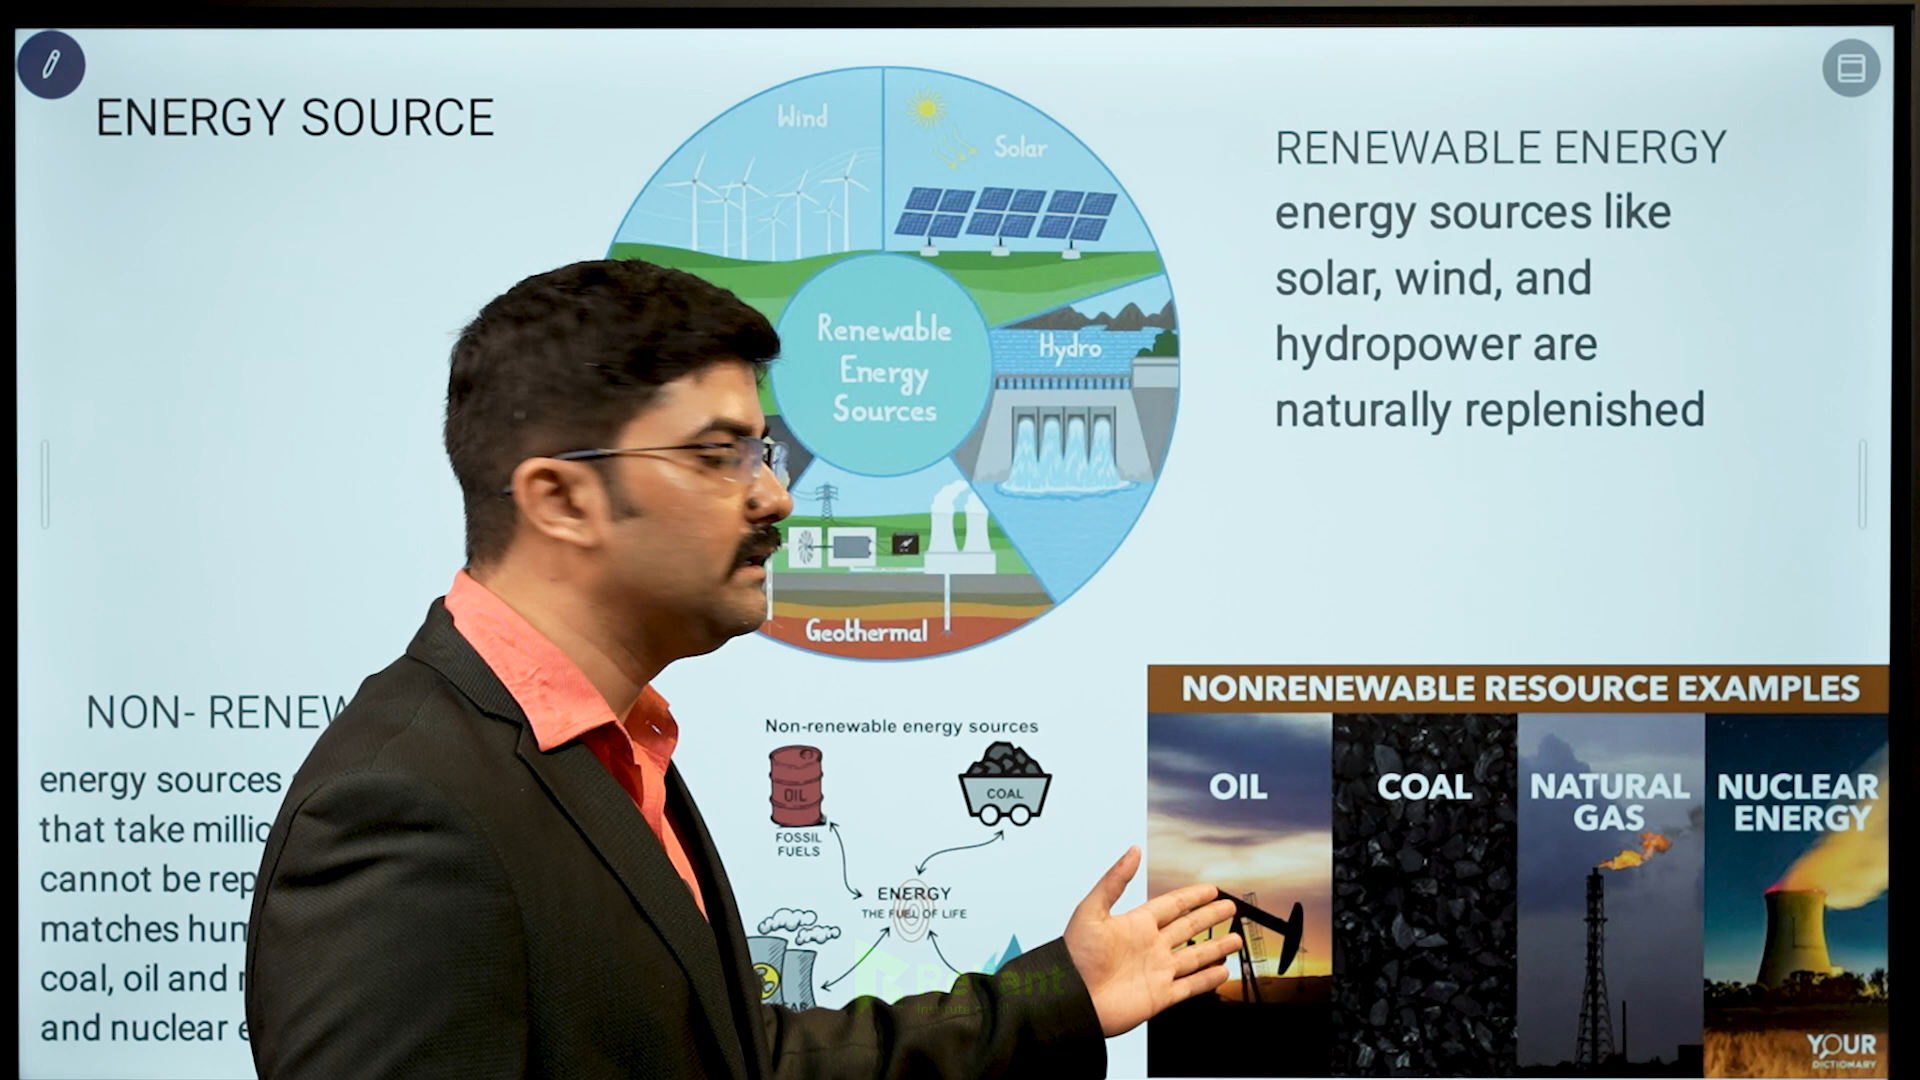 ENERGY SOURCE
Wind
Solar
Hydro
Renewable
Energy
Sources
Geothermal
RENEWABLE ENERGY
energy sources like
solar, wind, and
hydropower are
naturally replenished
NON- RENEW
energy sources
that take millio
cannot be rep
matches hum
coal, oil and
and nuclear
Non-renewable energy sources
OIL
FOSSIL
FUELS
COAL
ENERGY
THE FUEL OF LIFE
Institute
NONRENEWABLE RESOURCE EXAMPLES
OIL
COAL
NATURAL
GAS
NUCLEAR
ENERGY
YOUR
DICTIONARY